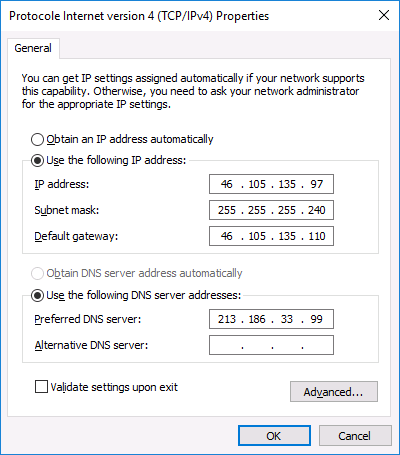 Protocole Internet version 4 (TCP/IPv4) Properties
General
You can get IP settings assigned automatically if your network supports
this capability. Otherwise, you need to ask your network administrator
for the appropriate IP settings.
Obtain an IP address automatically
Use the following IP address:
IP address: 46 . 105 . 135 . 97
Subnet mask: 255 . 255 . 255 . 240
Default gateway: 46 . 105 . 135 . 110
Obtain DNS server address automatically
Use the following DNS server addresses:
Preferred DNS server: 213 . 186 . 33 . 99
Alternative DNS server: . . .
Validate settings upon exit
Advanced...
OK Cancel